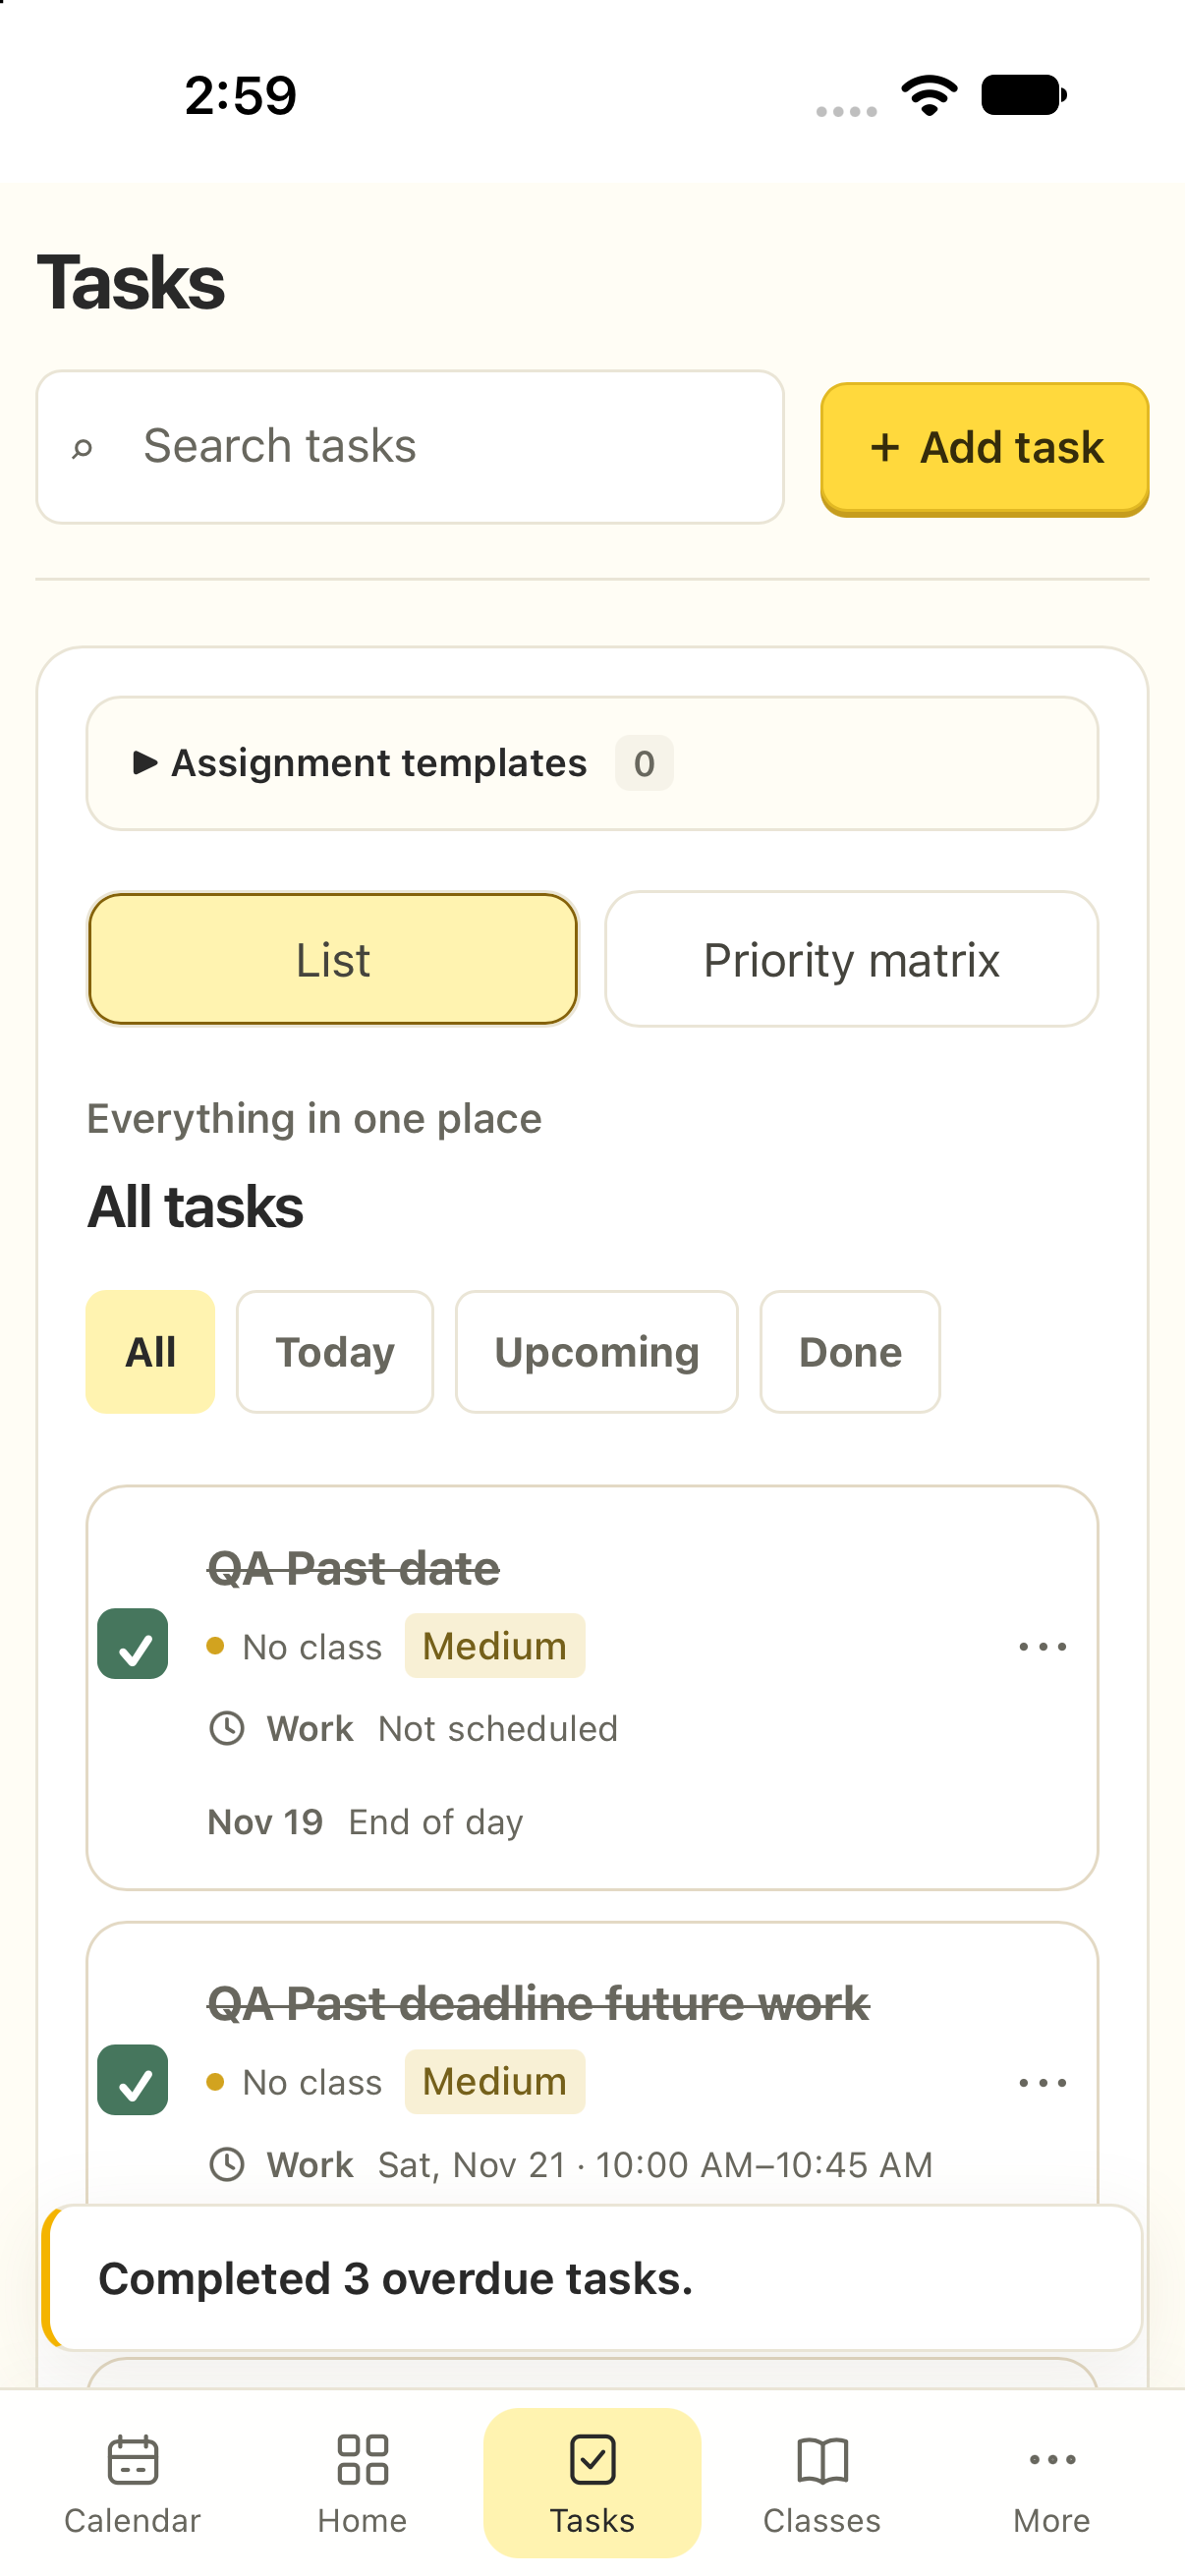 2:59
Tasks
Search tasks
+ Add task
Assignment templates 0
List
Priority matrix
Everything in one place
All tasks
All
Today
Upcoming
Done
QA Past date
No class Medium
Work Not scheduled
Nov 19 End of day
QA Past deadline future work
No class Medium
Work Sat, Nov 21 · 10:00 AM–10:45 AM
Completed 3 overdue tasks.
Calendar
Home
Tasks
Classes
More